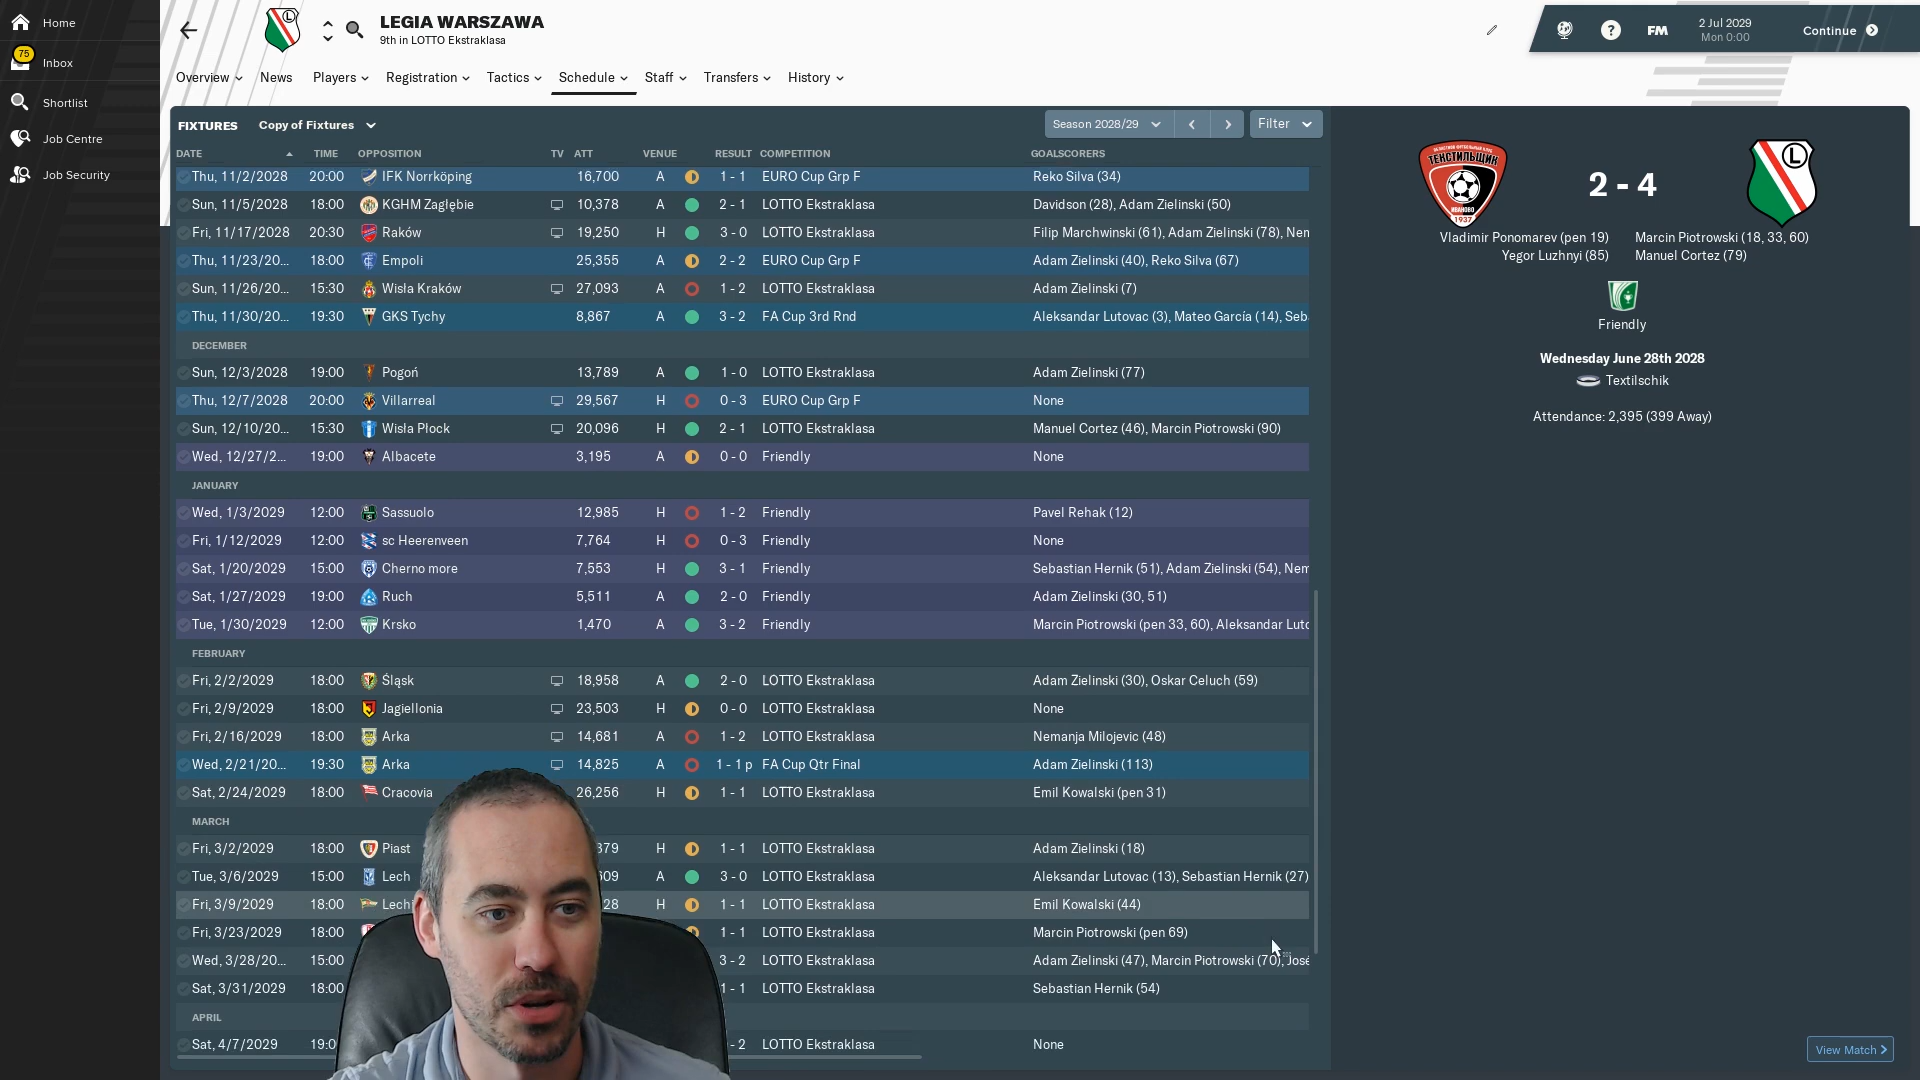 Home
75
Inbox
Shortlist
Job Centre
Job Security
LEGIA WARSZAWA
9th in LOTTO Ekstraklasa
FM
2 Jul 2029
Mon 0:00
Continue
Overview
News
Players
Registration
Tactics
Schedule
Staff
Transfers
History
FIXTURES
Copy of Fixtures
Season 2028/29
Filter
DATE TIME OPPOSITION TV ATT VENUE RESULT COMPETITION GOALSCORERS
Thu, 11/2/2028 20:00 IFK Norrköping 16,700 A 1 - 1 EURO Cup Grp F Reko Silva (34)
Sun, 11/5/2028 18:00 KGHM Zagłębie 10,378 A 2 - 1 LOTTO Ekstraklasa Davidson (28), Adam Zielinski (50)
Fri, 11/17/2028 20:30 Raków 19,250 H 3 - 0 LOTTO Ekstraklasa Filip Marchwinski (61), Adam Zielinski (78), Nem
Thu, 11/23/20... 18:00 Empoli 25,355 A 2 - 2 EURO Cup Grp F Adam Zielinski (40), Reko Silva (67)
Sun, 11/26/20... 15:30 Wisła Kraków 27,093 A 1 - 2 LOTTO Ekstraklasa Adam Zielinski (7)
Thu, 11/30/20... 19:30 GKS Tychy 8,867 A 3 - 2 FA Cup 3rd Rnd Aleksandar Lutovac (3), Mateo García (14), Seb
DECEMBER
Sun, 12/3/2028 19:00 Pogoń 13,789 A 1 - 0 LOTTO Ekstraklasa Adam Zielinski (77)
Thu, 12/7/2028 20:00 Villarreal 29,567 H 0 - 3 EURO Cup Grp F None
Sun, 12/10/20... 15:30 Wisła Płock 20,096 H 2 - 1 LOTTO Ekstraklasa Manuel Cortez (46), Marcin Piotrowski (90)
Wed, 12/27/2... 19:00 Albacete 3,195 A 0 - 0 Friendly None
JANUARY
Wed, 1/3/2029 12:00 Sassuolo 12,985 H 1 - 2 Friendly Pavel Rehak (12)
Fri, 1/12/2029 12:00 sc Heerenveen 7,764 H 0 - 3 Friendly None
Sat, 1/20/2029 15:00 Cherno more 7,553 H 3 - 1 Friendly Sebastian Hernik (51), Adam Zielinski (54), Nem
Sat, 1/27/2029 19:00 Ruch 5,511 A 2 - 0 Friendly Adam Zielinski (30, 51)
Tue, 1/30/2029 12:00 Krsko 1,470 A 3 - 2 Friendly Marcin Piotrowski (pen 33, 60), Aleksandar Luto
FEBRUARY
Fri, 2/2/2029 18:00 Śląsk 18,958 A 2 - 0 LOTTO Ekstraklasa Adam Zielinski (30), Oskar Celuch (59)
Fri, 2/9/2029 18:00 Jagiellonia 23,503 H 0 - 0 LOTTO Ekstraklasa None
Fri, 2/16/2029 18:00 Arka 14,681 A 1 - 2 LOTTO Ekstraklasa Nemanja Milojevic (48)
Wed, 2/21/20... 19:30 Arka 14,825 A 1 - 1 p FA Cup Qtr Final Adam Zielinski (113)
Sat, 2/24/2029 18:00 Cracovia 26,256 H 1 - 1 LOTTO Ekstraklasa Emil Kowalski (pen 31)
MARCH
Fri, 3/2/2029 18:00 Piast 379 H 1 - 1 LOTTO Ekstraklasa Adam Zielinski (18)
Tue, 3/6/2029 15:00 Lech 609 A 3 - 0 LOTTO Ekstraklasa Aleksandar Lutovac (13), Sebastian Hernik (27)
Fri, 3/9/2029 18:00 Lechi 28 H 1 - 1 LOTTO Ekstraklasa Emil Kowalski (44)
Fri, 3/23/2029 18:00 1 - 1 LOTTO Ekstraklasa Marcin Piotrowski (pen 69)
Wed, 3/28/20... 15:00 3 - 2 LOTTO Ekstraklasa Adam Zielinski (47), Marcin Piotrowski (70), José
Sat, 3/31/2029 18:00 1 - 1 LOTTO Ekstraklasa Sebastian Hernik (54)
APRIL
Sat, 4/7/2029 19:0 - 2 LOTTO Ekstraklasa None
ТЕКСТИЛЬЩИК
ИВАНОВО
1937
2 - 4
L
Vladimir Ponomarev (pen 19)
Yegor Luzhnyi (85)
Marcin Piotrowski (18, 33, 60)
Manuel Cortez (79)
Friendly
Wednesday June 28th 2028
Textilschik
Attendance: 2,395 (399 Away)
View Match